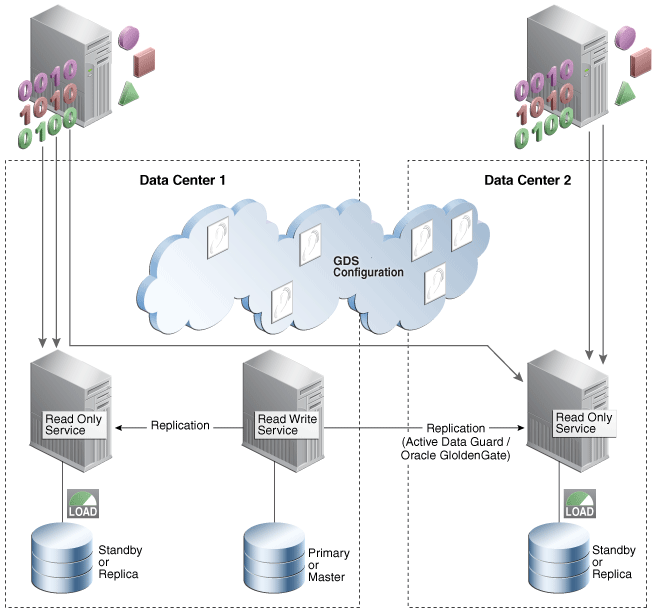 0010
1010
0100
0010
1010
0100
Data Center 1
Data Center 2
GDS
Configuration
Read Only
Service
Replication
Read Write
Service
Replication
(Active Data Guard /
Oracle GloldenGate)
Read Only
Service
LOAD
LOAD
Standby
or
Replica
Primary
or
Master
Standby
or
Replica